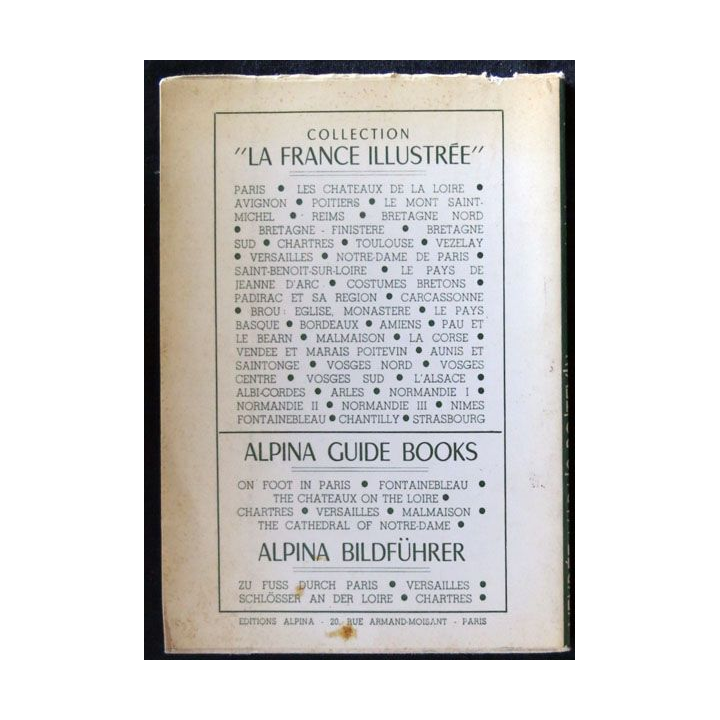 COLLECTION
"LA FRANCE ILLUSTRÉE"
PARIS ● LES CHATEAUX DE LA LOIRE ●
AVIGNON ● POITIERS ● LE MONT SAINT-
MICHEL ● REIMS ● BRETAGNE NORD
● BRETAGNE - FINISTERE ● BRETAGNE
SUD ● CHARTRES ● TOULOUSE ● VEZELAY
● VERSAILLES ● NOTRE-DAME DE PARIS ●
SAINT-BENOIT-SUR-LOIRE ● LE PAYS DE
JEANNE D'ARC ● COSTUMES BRETONS ●
PADIRAC ET SA REGION ● CARCASSONNE
● BROU: EGLISE, MONASTERE ● LE PAYS
BASQUE ● BORDEAUX ● AMIENS ● PAU ET
LE BEARN ● MALMAISON ● LA CORSE ●
VENDEE ET MARAIS POITEVIN ● AUNIS ET
SAINTONGE ● VOSGES NORD ● VOSGES
CENTRE ● VOSGES SUD ● L'ALSACE ●
ALBI-CORDES ● ARLES ● NORMANDIE I ●
NORMANDIE II ● NORMANDIE III ● NIMES
FONTAINEBLEAU ● CHANTILLY ● STRASBOURG
ALPINA GUIDE BOOKS
ON FOOT IN PARIS ● FONTAINEBLEAU ●
THE CHATEAUX ON THE LOIRE ●
CHARTRES ● VERSAILLES ● MALMAISON ●
THE CATHEDRAL OF NOTRE-DAME ●
ALPINA BILDFÜHRER
ZU FUSS DURCH PARIS ● VERSAILLES ●
SCHLÖSSER AN DER LOIRE ● CHARTRES ●
EDITIONS ALPINA - 20, RUE ARMAND-MOISANT - PARIS